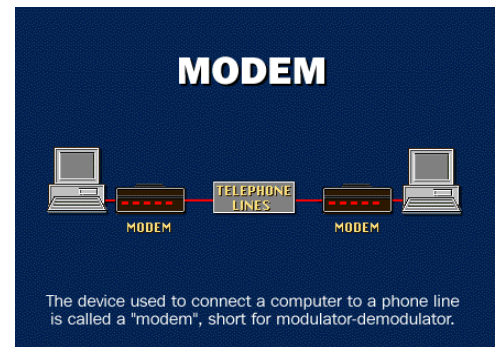 MODEM
TELEPHONE
LINES
MODEM
MODEM
The device used to connect a computer to a phone line
is called a "modem", short for modulator-demodulator.